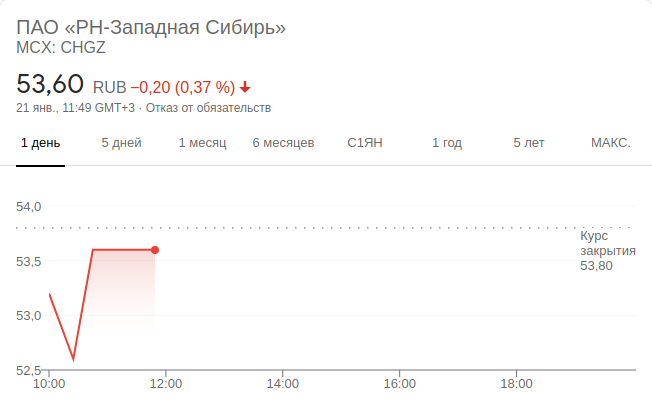 ПАО «РН-Западная Сибирь»
MCX: CHGZ
53,60 RUB −0,20 (0,37 %)
21 янв., 11:49 GMT+3 · Отказ от обязательств
1 день 5 дней 1 месяц 6 месяцев С1ЯН 1 год 5 лет МАКС.
54,0
Курс
закрытия
53,80
53,5
53,0
52,5
10:00 12:00 14:00 16:00 18:00